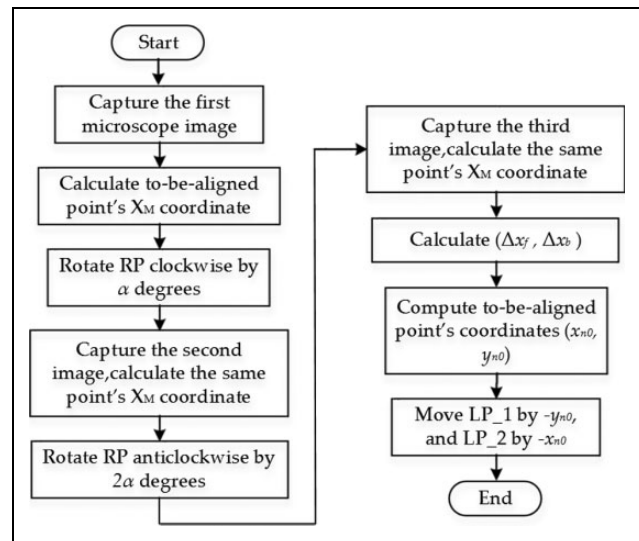 Start
Capture the first
microscope image
Calculate to-be-aligned
point's XM coordinate
Rotate RP clockwise by
α degrees
Capture the second
image,calculate the same
point's XM coordinate
Rotate RP anticlockwise by
2α degrees
Capture the third
image,calculate the same
point's XM coordinate
Calculate (Δxf , Δxb )
Compute to-be-aligned
point's coordinates (xn0,
yn0)
Move LP_1 by -yn0,
and LP_2 by -xn0
End